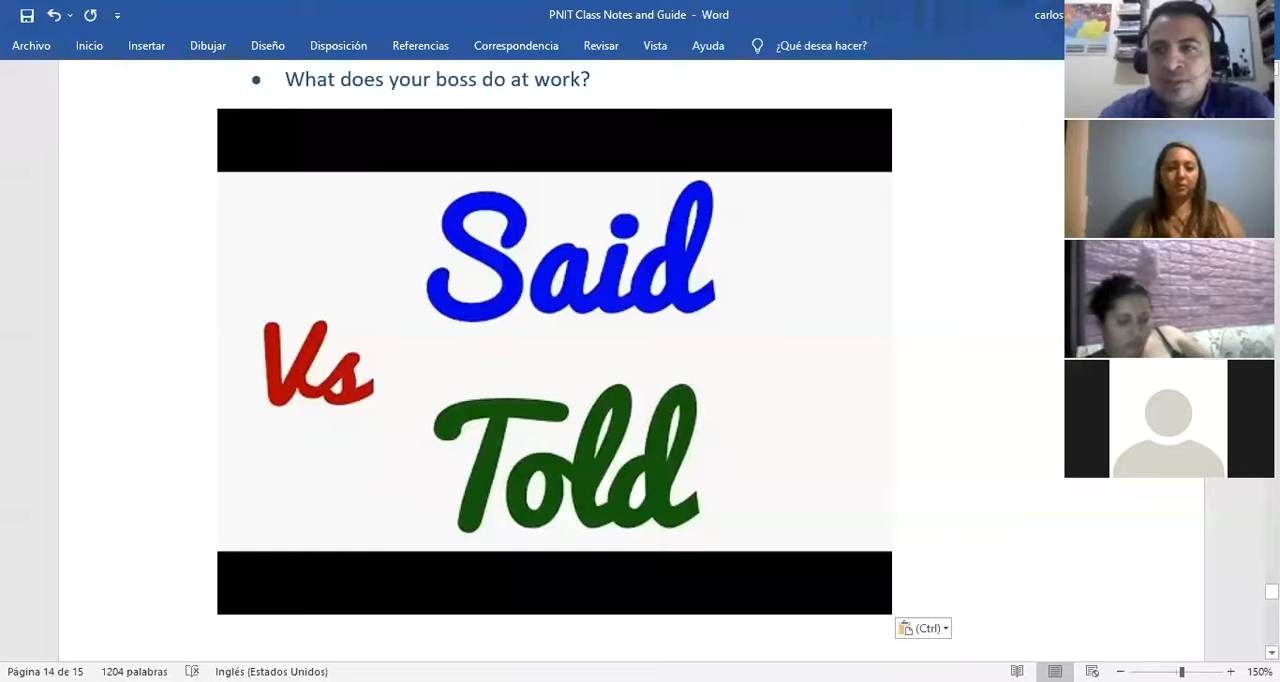 PNIT Class Notes and Guide - Word
carlos
Archivo Inicio Insertar Dibujar Diseño Disposición Referencias Correspondencia Revisar Vista Ayuda ¿Qué desea hacer?
• What does your boss do at work?
Said
Vs
Told
(Ctrl)
Página 14 de 15 1204 palabras Inglés (Estados Unidos) 150%